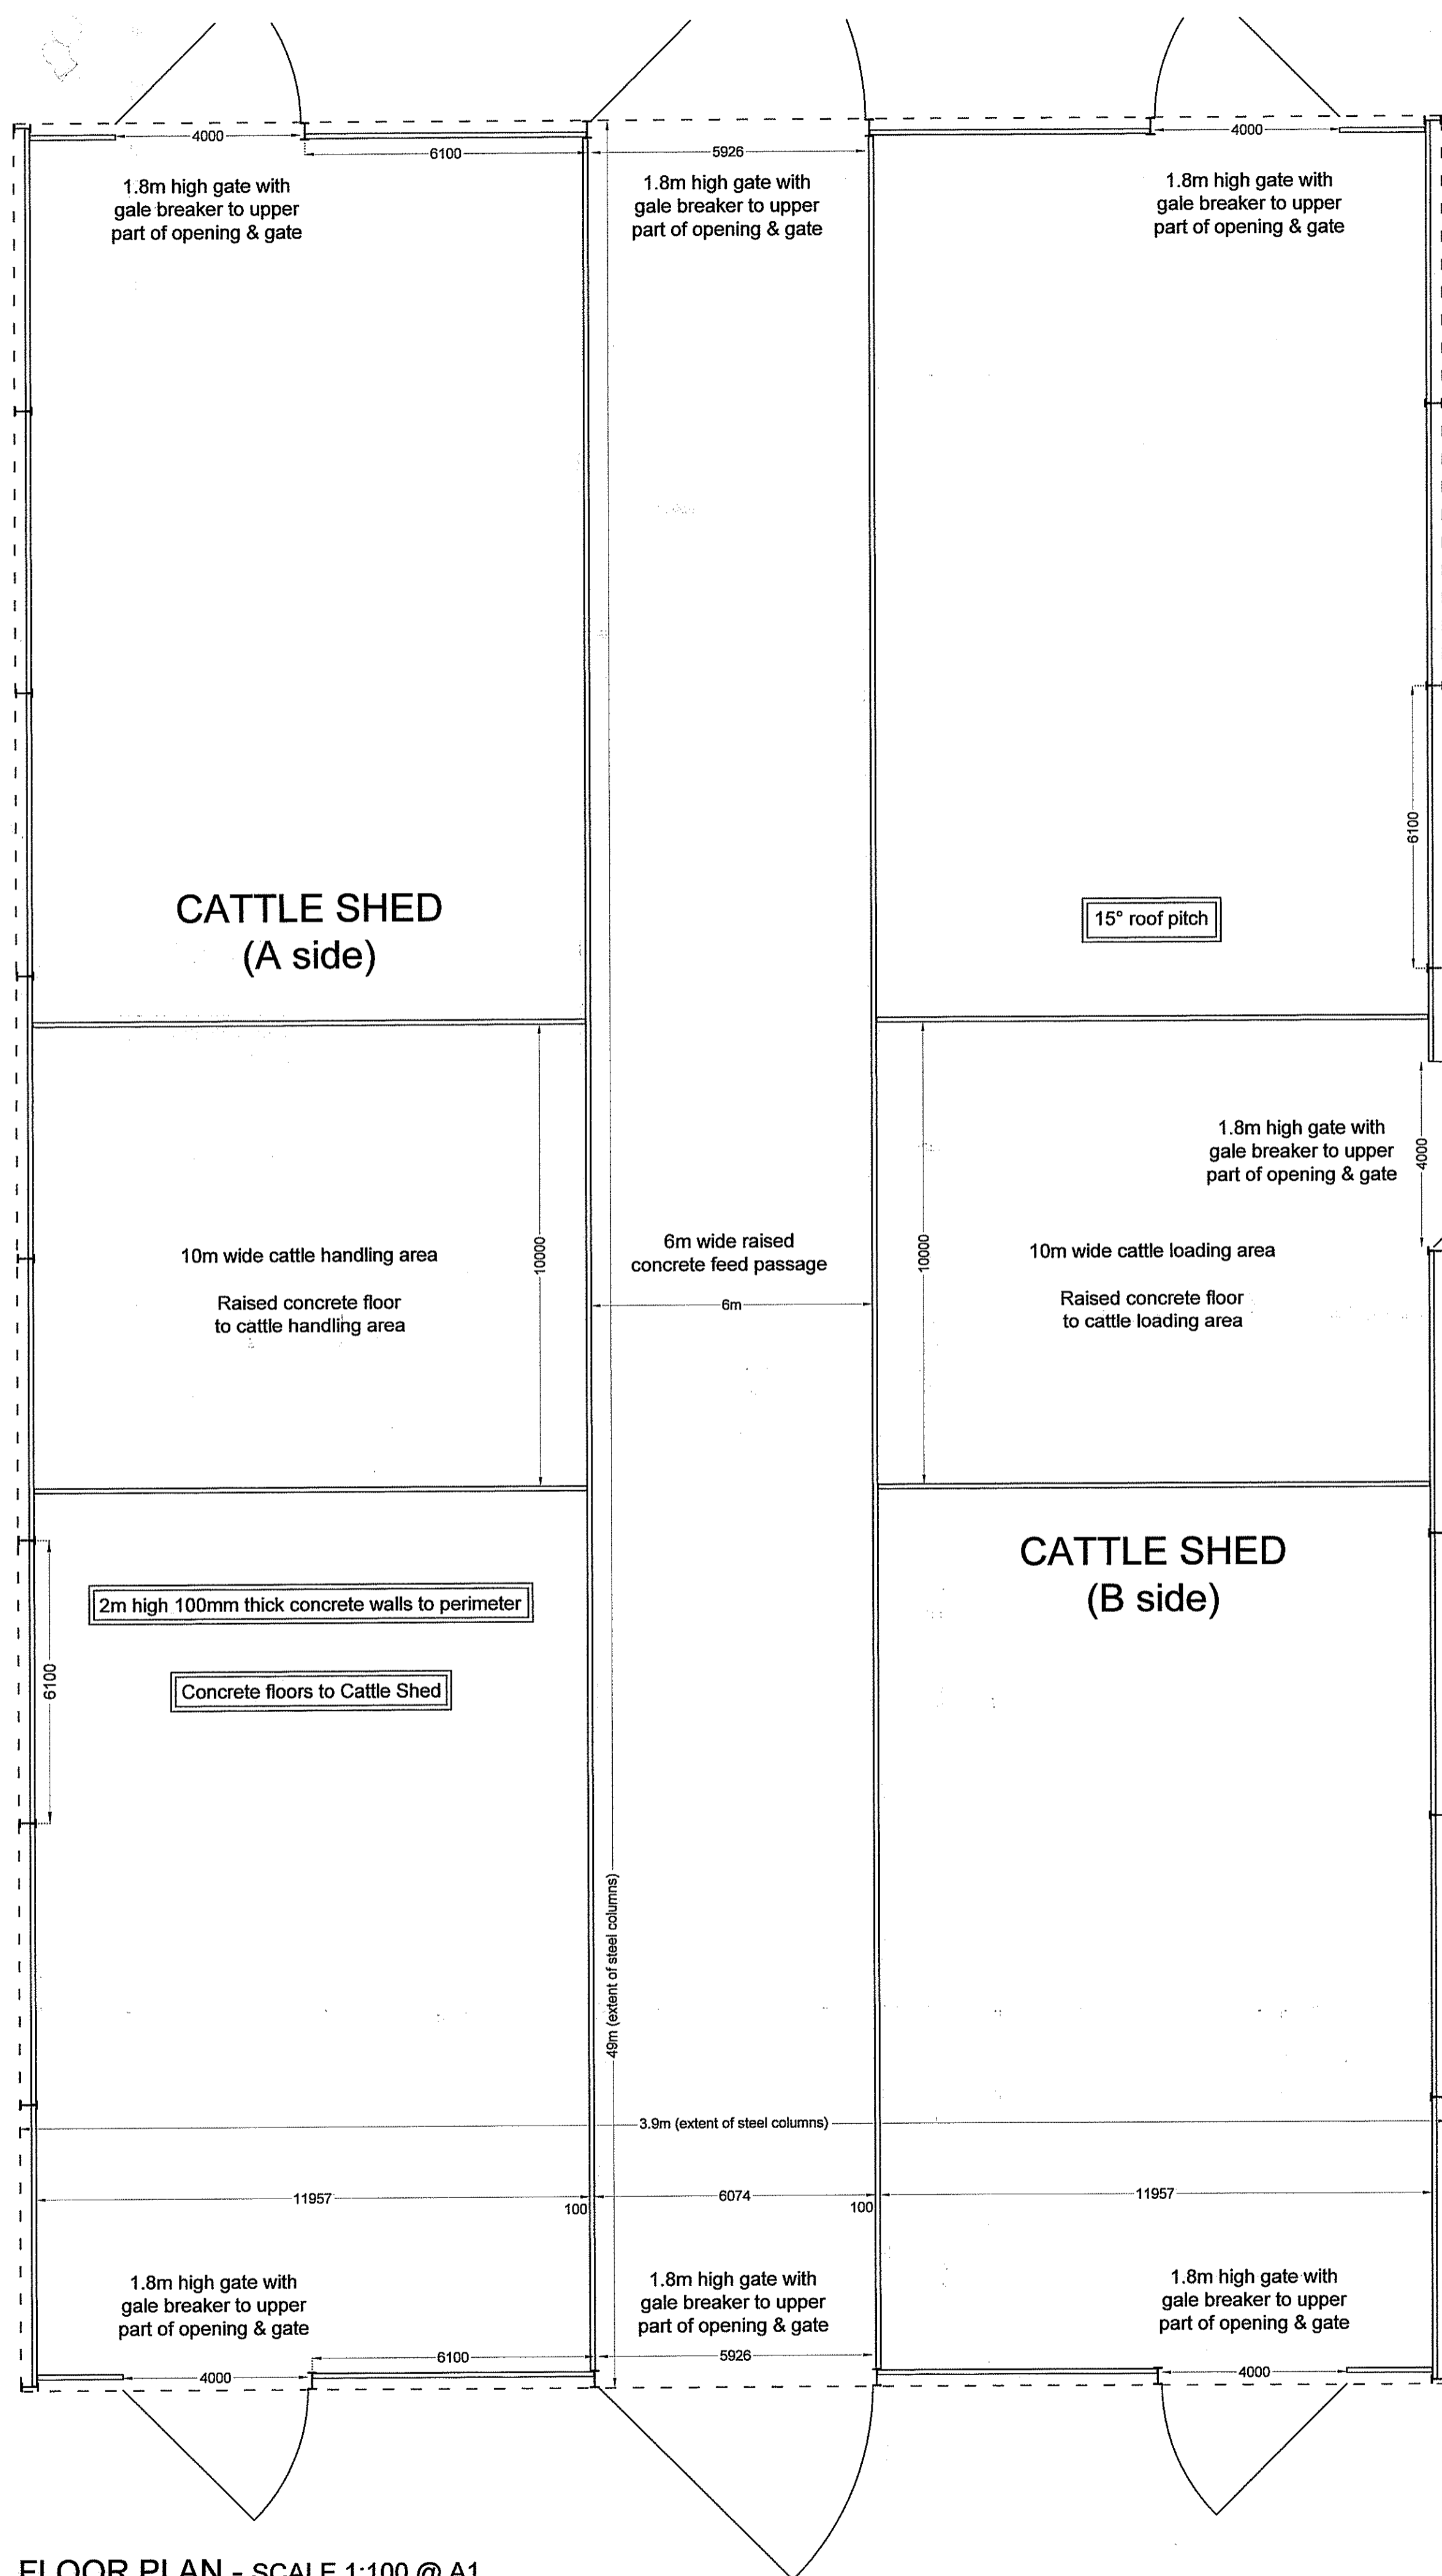 4000
6100
5926
4000
1.8m high gate with
gale breaker to upper
part of opening & gate
1.8m high gate with
gale breaker to upper
part of opening & gate
1.8m high gate with
gale breaker to upper
part of opening & gate
6100
CATTLE SHED
(A side)
15° roof pitch
1.8m high gate with
gale breaker to upper
part of opening & gate
4000
10m wide cattle handling area
Raised concrete floor
to cattle handling area
10000
6m wide raised
concrete feed passage
6m
10000
10m wide cattle loading area
Raised concrete floor
to cattle loading area
CATTLE SHED
(B side)
2m high 100mm thick concrete walls to perimeter
6100
Concrete floors to Cattle Shed
49m (extent of steel columns)
3.9m (extent of steel columns)
11957
100
6074
100
11957
1.8m high gate with
gale breaker to upper
part of opening & gate
1.8m high gate with
gale breaker to upper
part of opening & gate
1.8m high gate with
gale breaker to upper
part of opening & gate
6100
5926
4000
4000
FLOOR PLAN - SCALE 1:100 @ A1